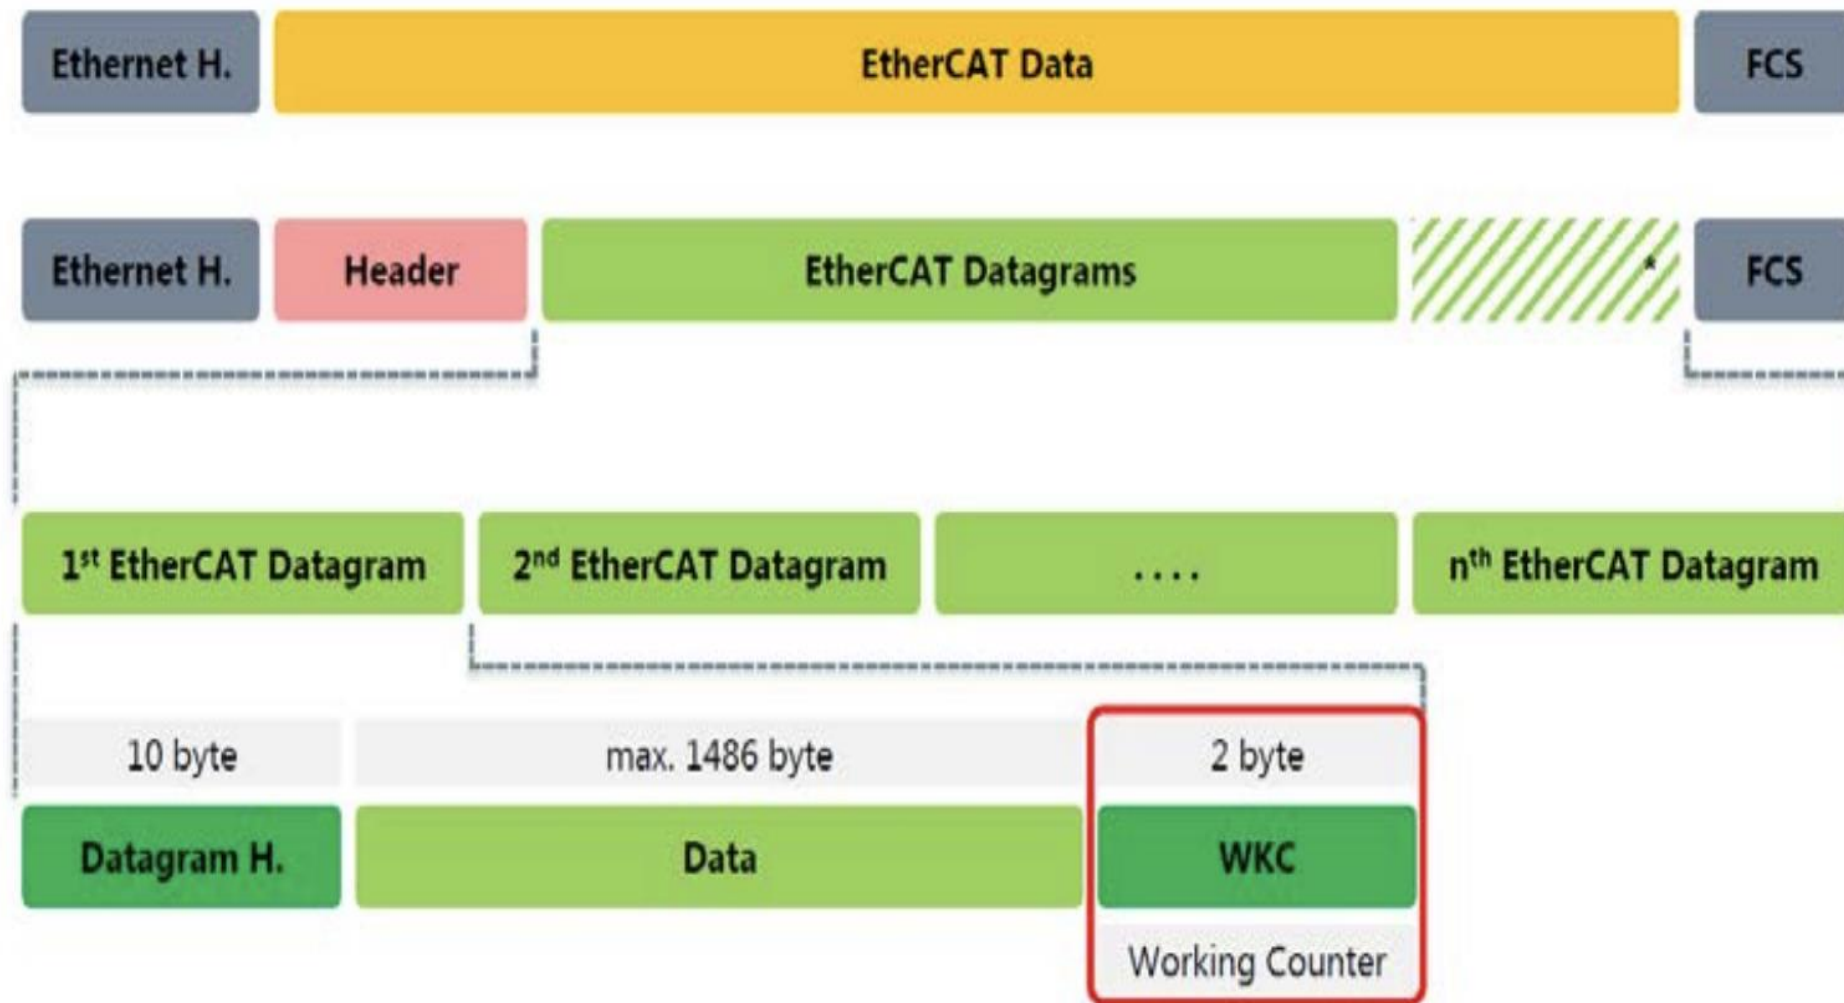 Ethernet H. EtherCAT Data FCS
Ethernet H. Header EtherCAT Datagrams * FCS
1st EtherCAT Datagram 2nd EtherCAT Datagram .... nth EtherCAT Datagram
10 byte max. 1486 byte 2 byte
Datagram H. Data WKC
Working Counter